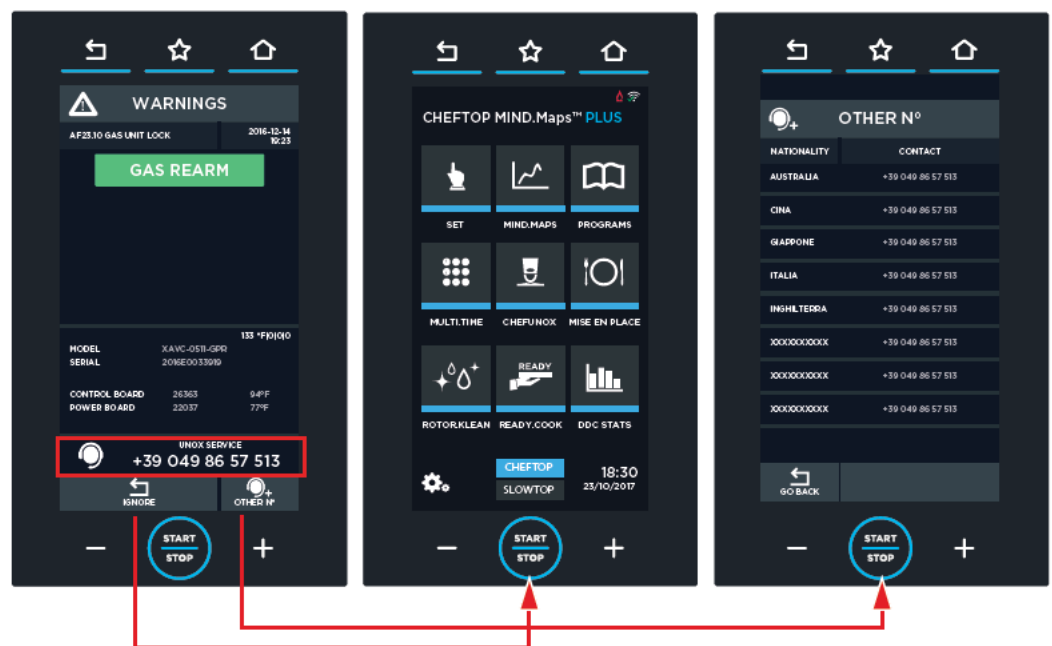 WARNINGS
AF23.10 GAS UNIT LOCK
2016-12-14
19:23
GAS REARM
133 °F|0|0|0
MODEL XAVC-0511-GPR
SERIAL 2016E0033919
CONTROL BOARD 26363 94°F
POWER BOARD 22037 77°F
UNOX SERVICE
+39 049 86 57 513
IGNORE
OTHER N°
START
STOP
CHEFTOP MIND.Maps™ PLUS
SET MIND.MAPS PROGRAMS
MULTI.TIME CHEFUNOX MISE EN PLACE
READY
ROTOR.KLEAN READY.COOK DDC STATS
CHEFTOP
SLOWTOP
18:30
23/10/2017
START
STOP
OTHER N°
NATIONALITY CONTACT
AUSTRALIA +39 049 86 57 513
CINA +39 049 86 57 513
GIAPPONE +39 049 86 57 513
ITALIA +39 049 86 57 513
INGHILTERRA +39 049 86 57 513
XXXXXXXXXX +39 049 86 57 513
XXXXXXXXXX +39 049 86 57 513
XXXXXXXXXX +39 049 86 57 513
GO BACK
START
STOP